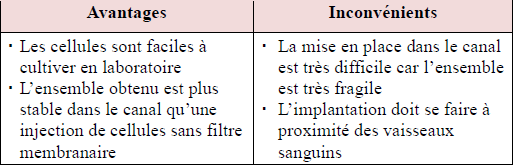 Avantages
Inconvénients
· Les cellules sont faciles à
cultiver en laboratoire
· L'ensemble obtenu est plus
stable dans le canal qu'une
injection de cellules sans filtre
membranaire
· La mise en place dans le canal
est très difficile car l'ensemble
est très fragile
· L'implantation doit se faire à
proximité des vaisseaux
sanguins